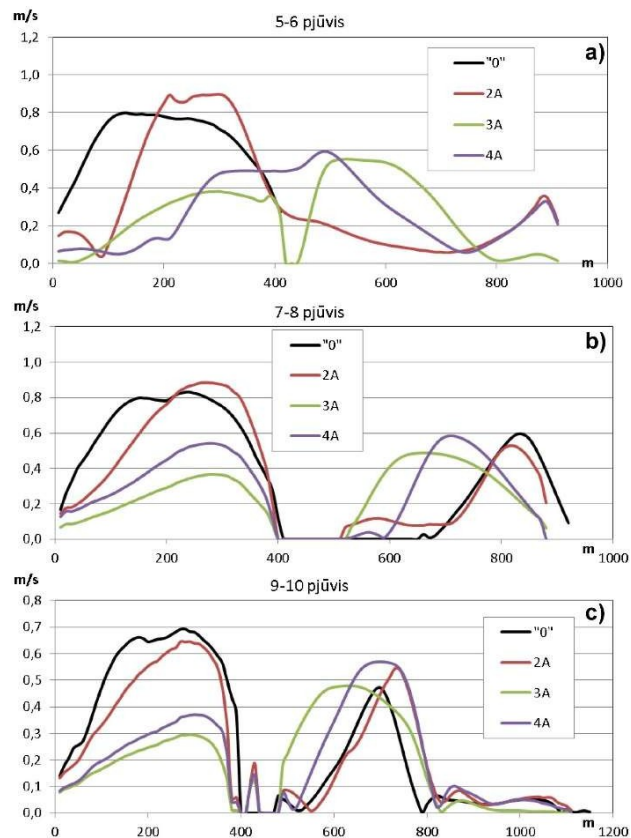 m/s
5-6 pjūvis
a)
1,2
1,0
0,8
0,6
0,4
0,2
0,0
"0"
2A
3A
4A
m
0
200
400
600
800
1000
m/s
7-8 pjūvis
b)
1,2
1,0
0,8
0,6
0,4
0,2
0,0
"0"
2A
3A
4A
m
0
200
400
600
800
1000
m/s
9-10 pjūvis
c)
0,8
0,7
0,6
0,5
0,4
0,3
0,2
0,1
0,0
"0"
2A
3A
4A
m
0
200
400
600
800
1000
1200